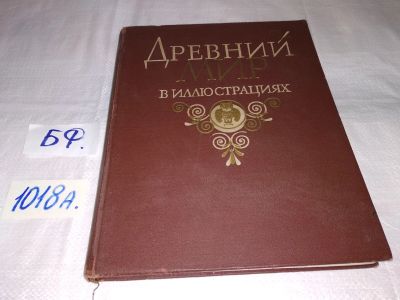 ДРЕВНИЙ
МИР
В ИЛЛЮСТРАЦИЯХ
БФ.
1018А.